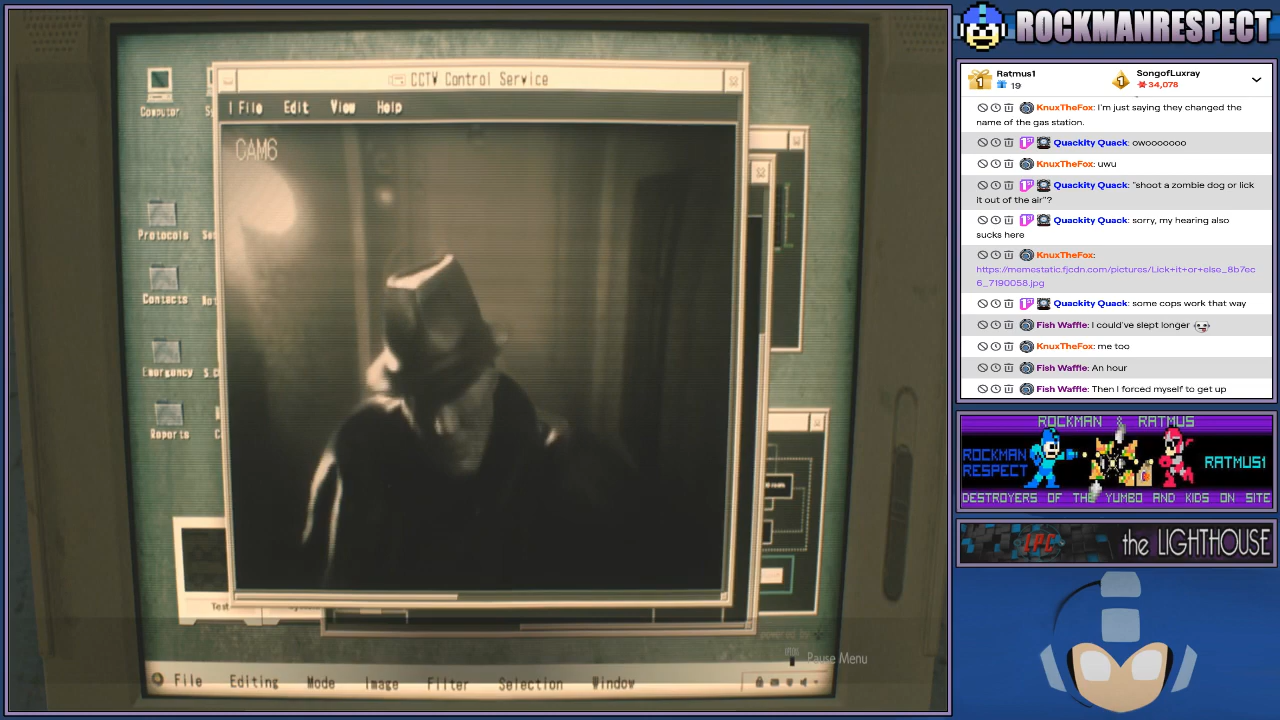 CCTV Control Service
File Edit View Help
CAM6
Computer
Protocols
Contacts
Emergency
Reports
Test
Pause Menu
File Editing Mode Image Filter Selection Window
ROCKMANRESPECT
Ratmus1
19
SongofLuxray
34,078
KnuxTheFox: I'm just saying they changed the
name of the gas station.
Quackity Quack: owooooooo
KnuxTheFox: uwu
Quackity Quack: "shoot a zombie dog or lick
it out of the air"?
Quackity Quack: sorry, my hearing also
sucks here
KnuxTheFox:
https://memestatic.fjcdn.com/pictures/Lick+it+or+else_8b7ec
6_7190058.jpg
Quackity Quack: some cops work that way
Fish Waffle: I could've slept longer
KnuxTheFox: me too
Fish Waffle: An hour
Fish Waffle: Then I forced myself to get up
ROCKMAN & RATMUS
ROCKMAN
RESPECT
RATMUS1
DESTROYERS OF THE YUMBO AND KIDS ON SITE
LPC the LIGHTHOUSE